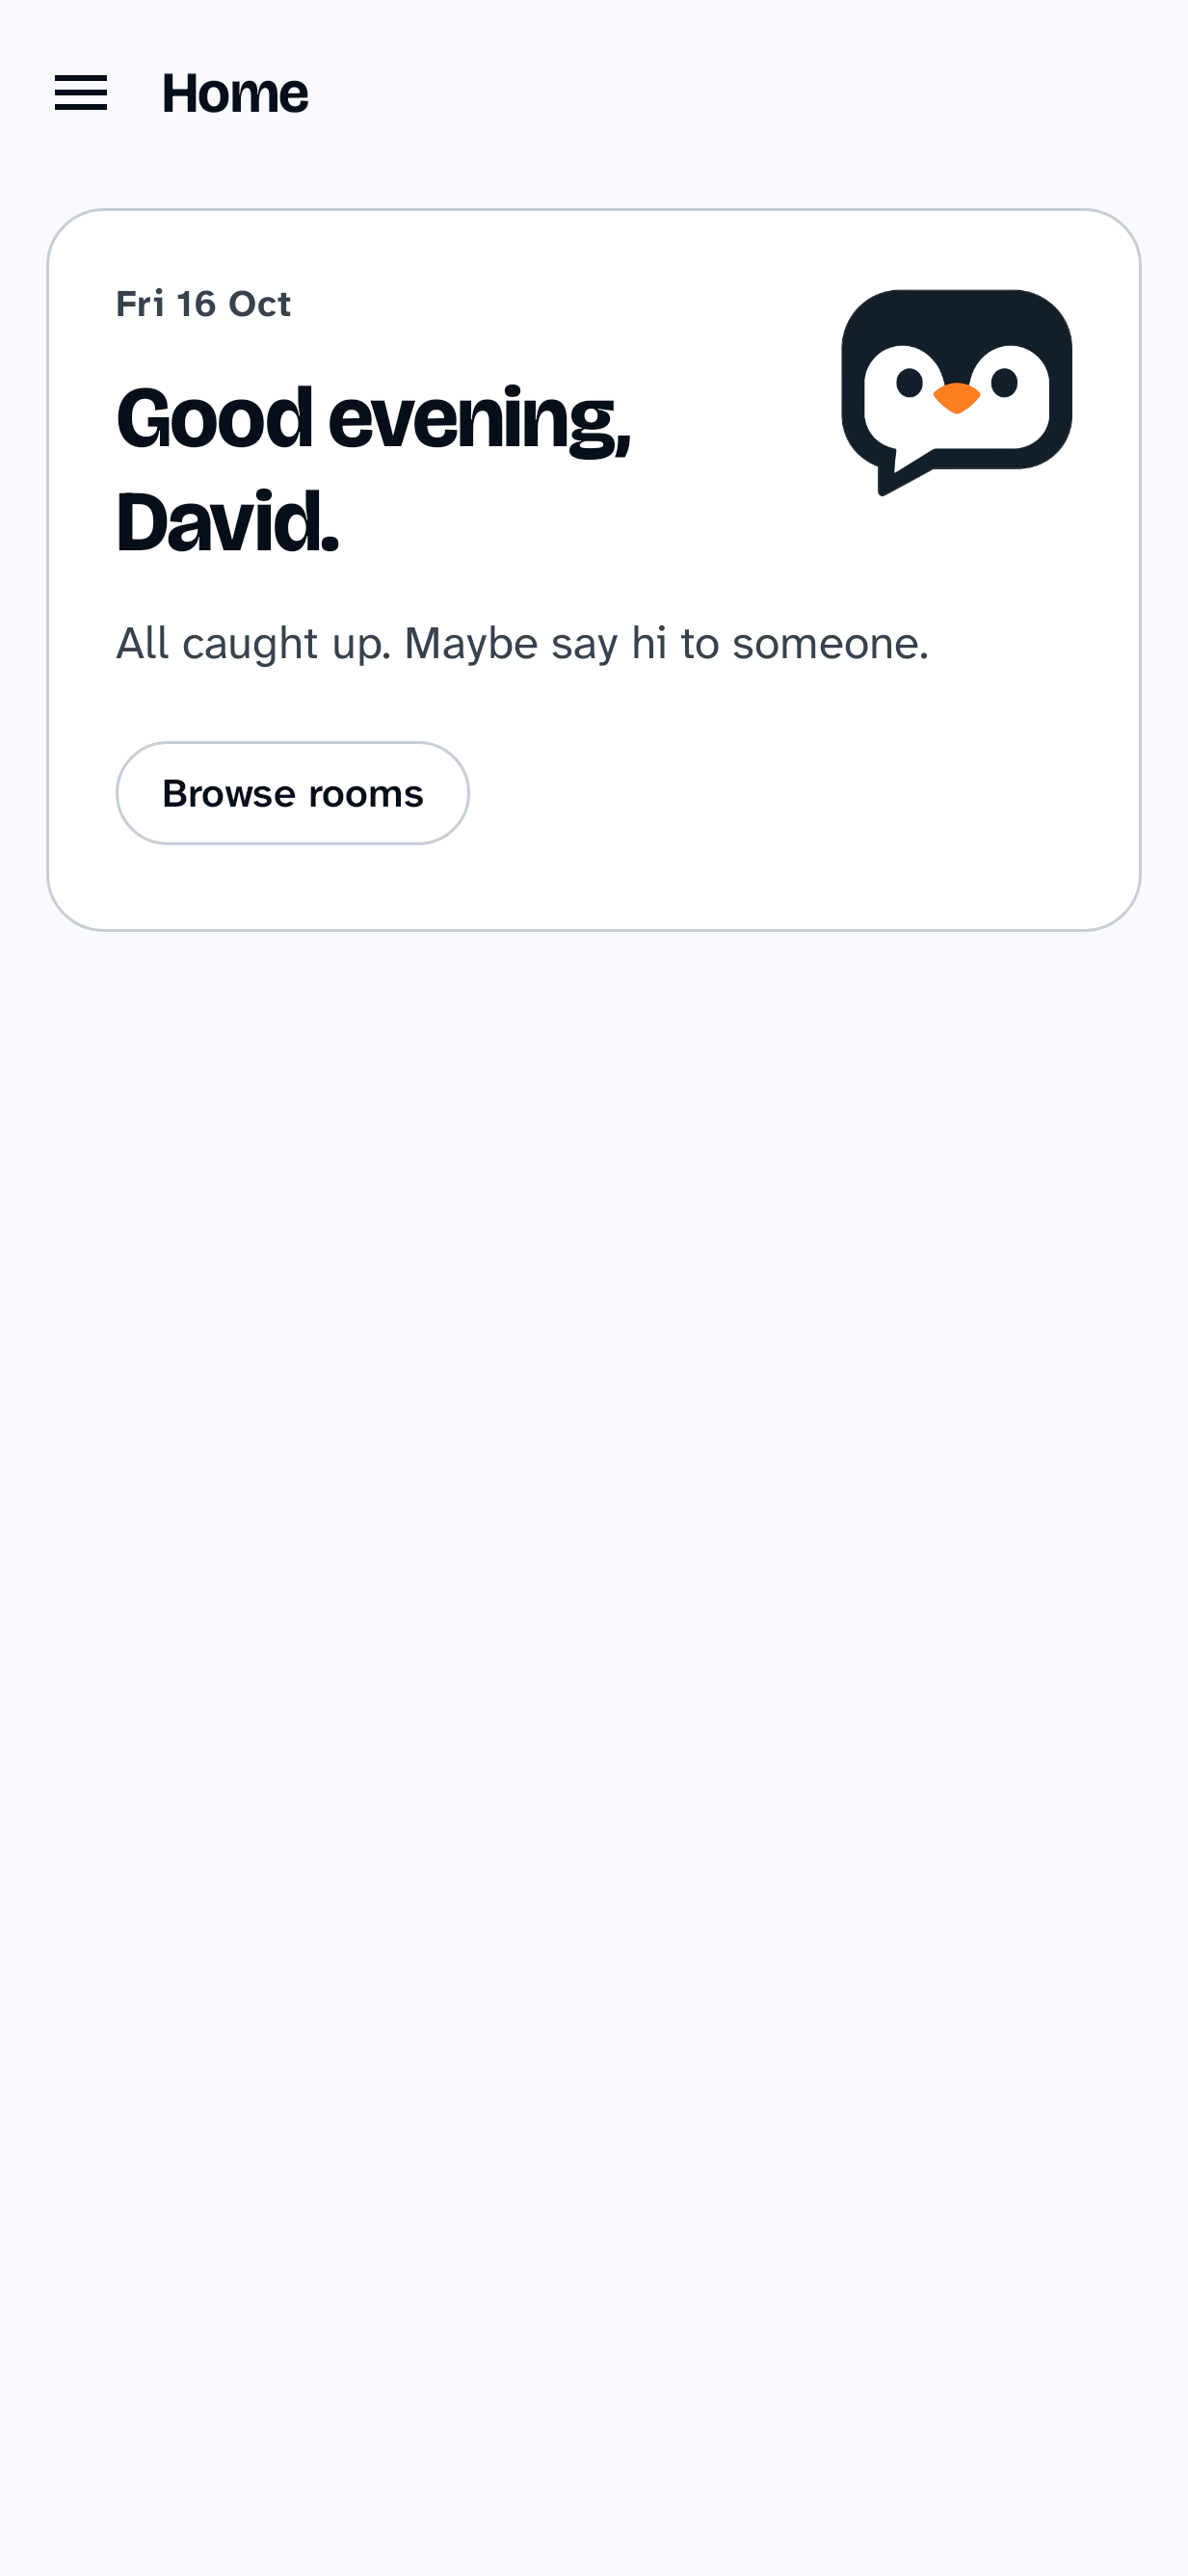 Home
Fri 16 Oct
Good evening,
David.
All caught up. Maybe say hi to someone.
Browse rooms